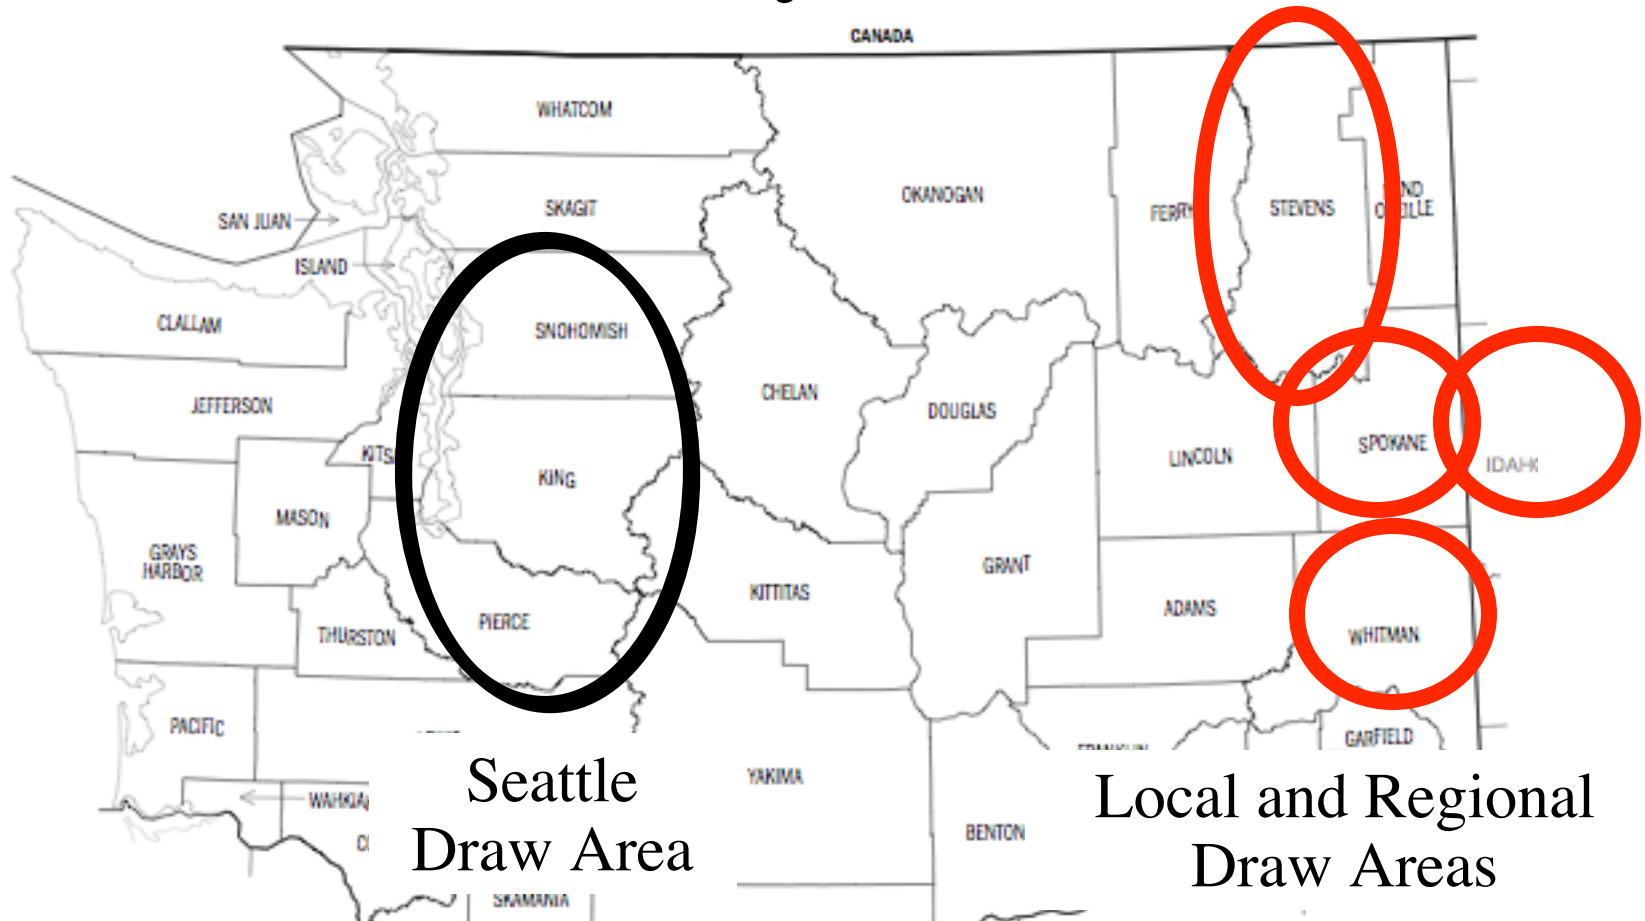 CANADA
WHATCOM
OKANOGAN
SAN JUAN
SKAGIT
FERRY
STEVENS
ISLAND
CLALLAM
SNOHOMISH
JEFFERSON
CHELAN
DOUGLAS
LINCOLN
SPOKANE
KING
MASON
GRAYS
HARBOR
GRANT
KITTITAS
ADAMS
THURSTON
PIERCE
WHITMAN
PACIFIC
GARFIELD
YAKIMA
BENTON
SKAMANIA
Seattle
Draw Area
Local and Regional
Draw Areas